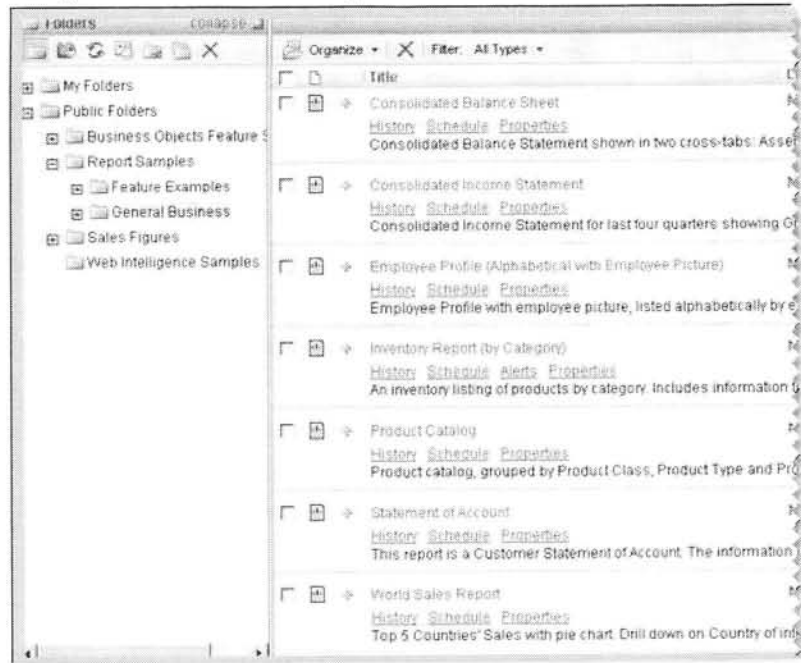 Folders collapse
My Folders
Public Folders
Business Objects Feature S
Report Samples
Feature Examples
General Business
Sales Figures
Web Intelligence Samples
Organize Filter: All Types
Title
Consolidated Balance Sheet
History Schedule Properties
Consolidated Balance Statement shown in two cross-tabs: Asset
Consolidated Income Statement
History Schedule Properties
Consolidated Income Statement for last four quarters showing
Employee Profile (Alphabetical with Employee Picture)
History Schedule Properties
Employee Profile with employee picture, listed alphabetically by e
Inventory Report (by Category)
History Schedule Alerts Properties
An inventory listing of products by category. Includes information
Product Catalog
History Schedule Properties
Product catalog, grouped by Product Class, Product Type and
Statement of Account
History Schedule Properties
This report is a Customer Statement of Account. The information
World Sales Report
History Schedule Properties
Top 5 Countries' Sales with pie chart. Drill down on Country of